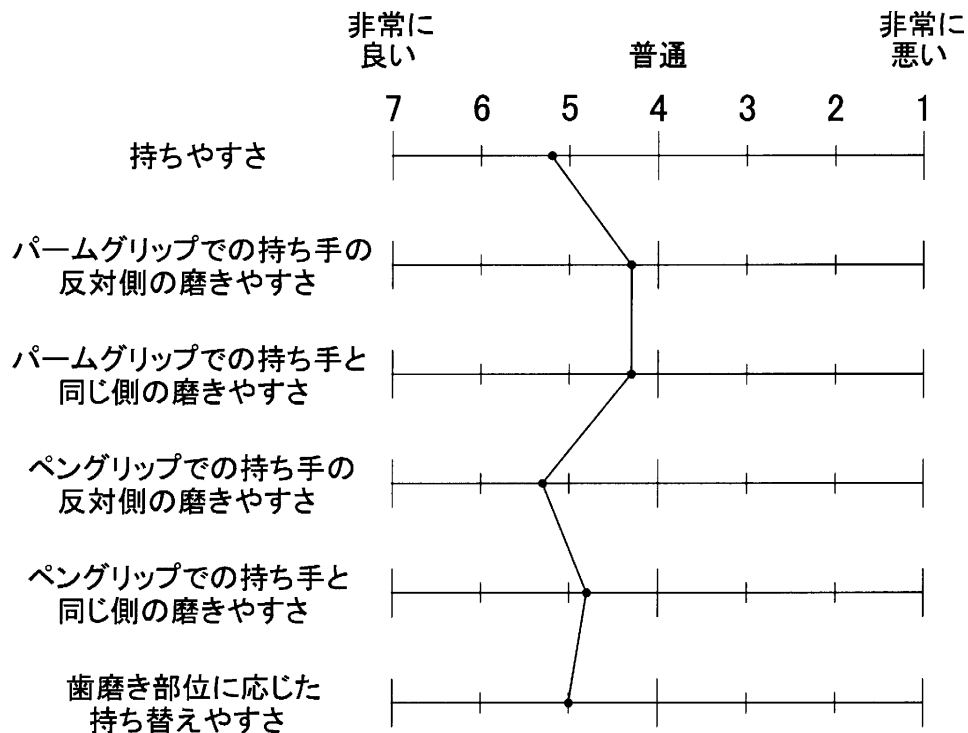 非常に
良い
普通
非常に
悪い
7 6 5 4 3 2 1
持ちやすさ
パームグリップでの持ち手の
反対側の磨きやすさ
パームグリップでの持ち手と
同じ側の磨きやすさ
ペングリップでの持ち手の
反対側の磨きやすさ
ペングリップでの持ち手と
同じ側の磨きやすさ
歯磨き部位に応じた
持ち替えやすさ